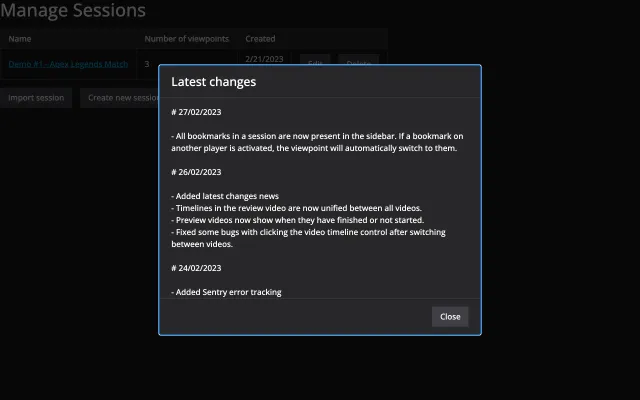 Manage Sessions
Name Number of viewpoints Created
Demo #1 - Apex Legends Match 3 2/21/2023 Edit Delete
Import session Create new session
Latest changes
# 27/02/2023
- All bookmarks in a session are now present in the sidebar. If a bookmark on
another player is activated, the viewpoint will automatically switch to them.
# 26/02/2023
- Added latest changes news
- Timelines in the review video are now unified between all videos.
- Preview videos now show when they have finished or not started.
- Fixed some bugs with clicking the video timeline control after switching
between videos.
# 24/02/2023
- Added Sentry error tracking
Close